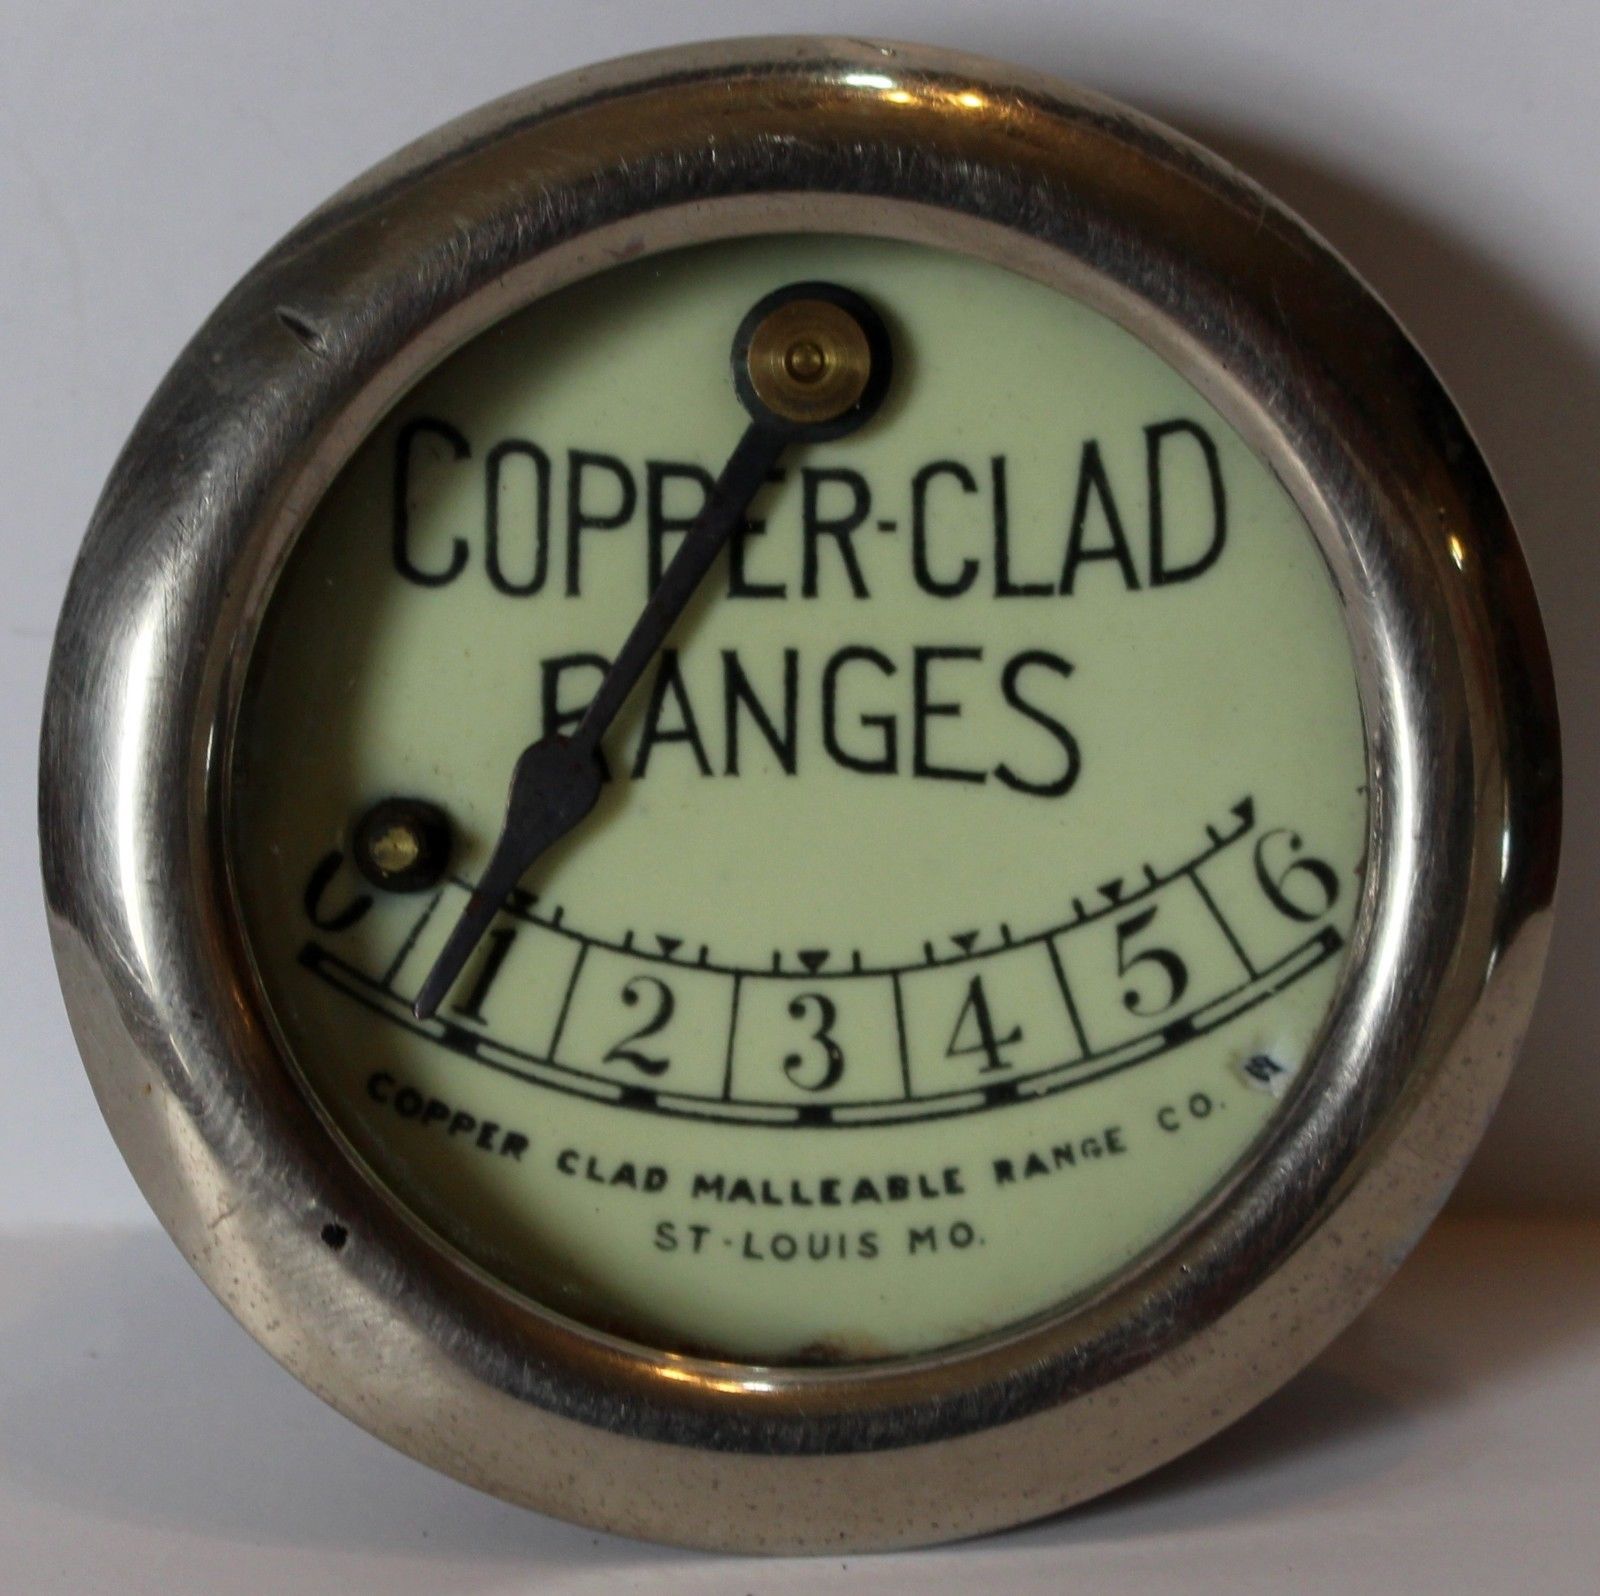 COPPER-CLAD
RANGES
0 1 2 3 4 5 6
COPPER CLAD MALLEABLE RANGE CO.
ST-LOUIS MO.